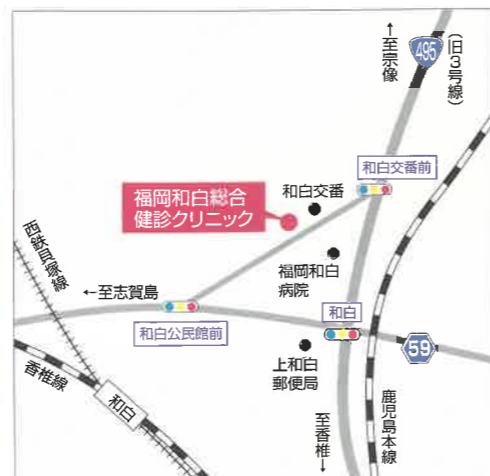 495
↑至宗像
(旧3号線)
和白交番前
福岡和白総合
健診クリニック
和白交番
西鉄貝塚線
福岡和白
病院
←至志賀島
和白
和白公民館前
59
上和白
郵便局
香椎線
和白
鹿児島本線
至香椎↓